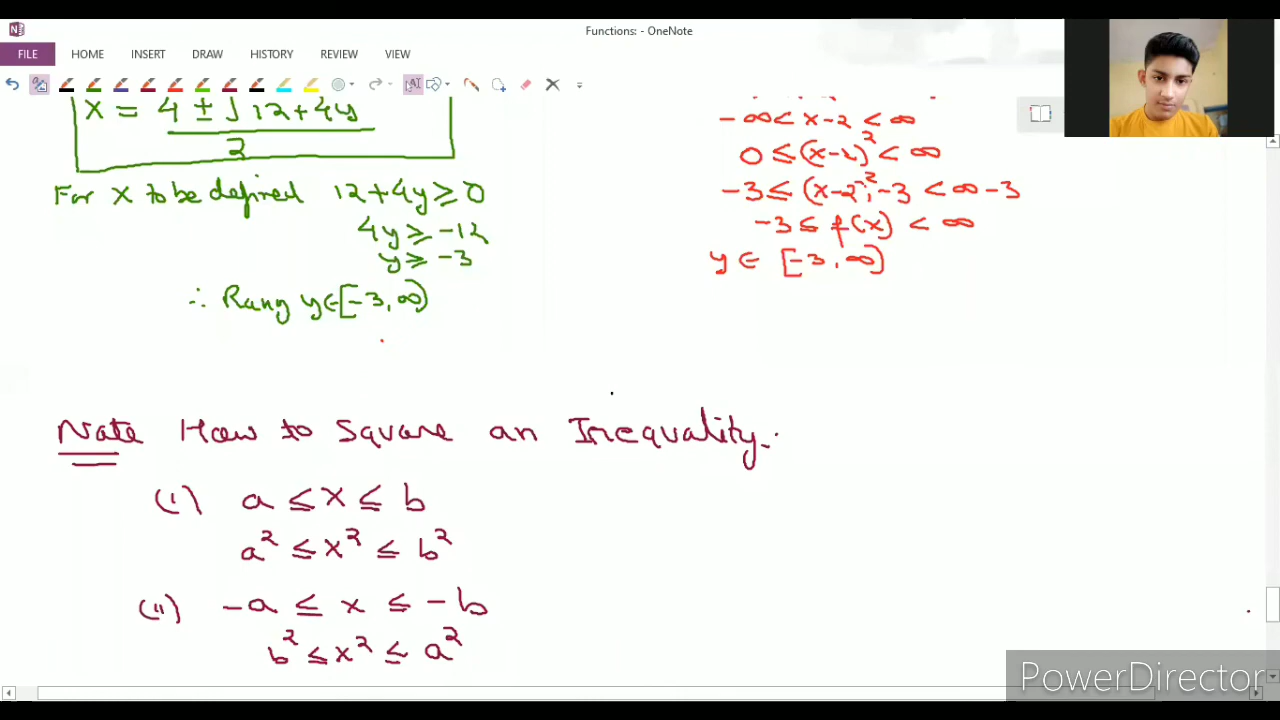 Functions: - OneNote
FILE HOME INSERT DRAW HISTORY REVIEW VIEW
x = 4 ± √12+4y
2
For x to be defined 12+4y ≥ 0
4y ≥ -12
y ≥ -3
∴ Rang y∈[-3, ∞)
-∞ < x-2 < ∞
0 ≤ (x-2)² < ∞
-3 ≤ (x-2)²-3 < ∞-3
-3 ≤ f(x) < ∞
y ∈ [-3, ∞)
Note How to Square an Inequality.
(i) a ≤ x ≤ b
a² ≤ x² ≤ b²
(ii) -a ≤ x ≤ -b
b² ≤ x² ≤ a²
PowerDirector